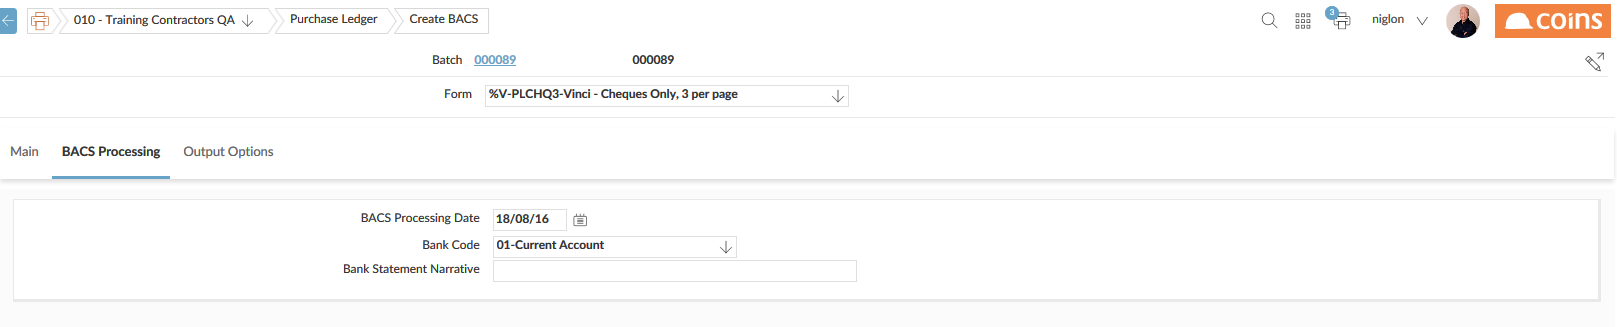 010 - Training Contractors QA Purchase Ledger Create BACS 3 niglon coins
Batch 000089 000089
Form %V-PLCHQ3-Vinci - Cheques Only, 3 per page
Main BACS Processing Output Options
BACS Processing Date 18/08/16
Bank Code 01-Current Account
Bank Statement Narrative